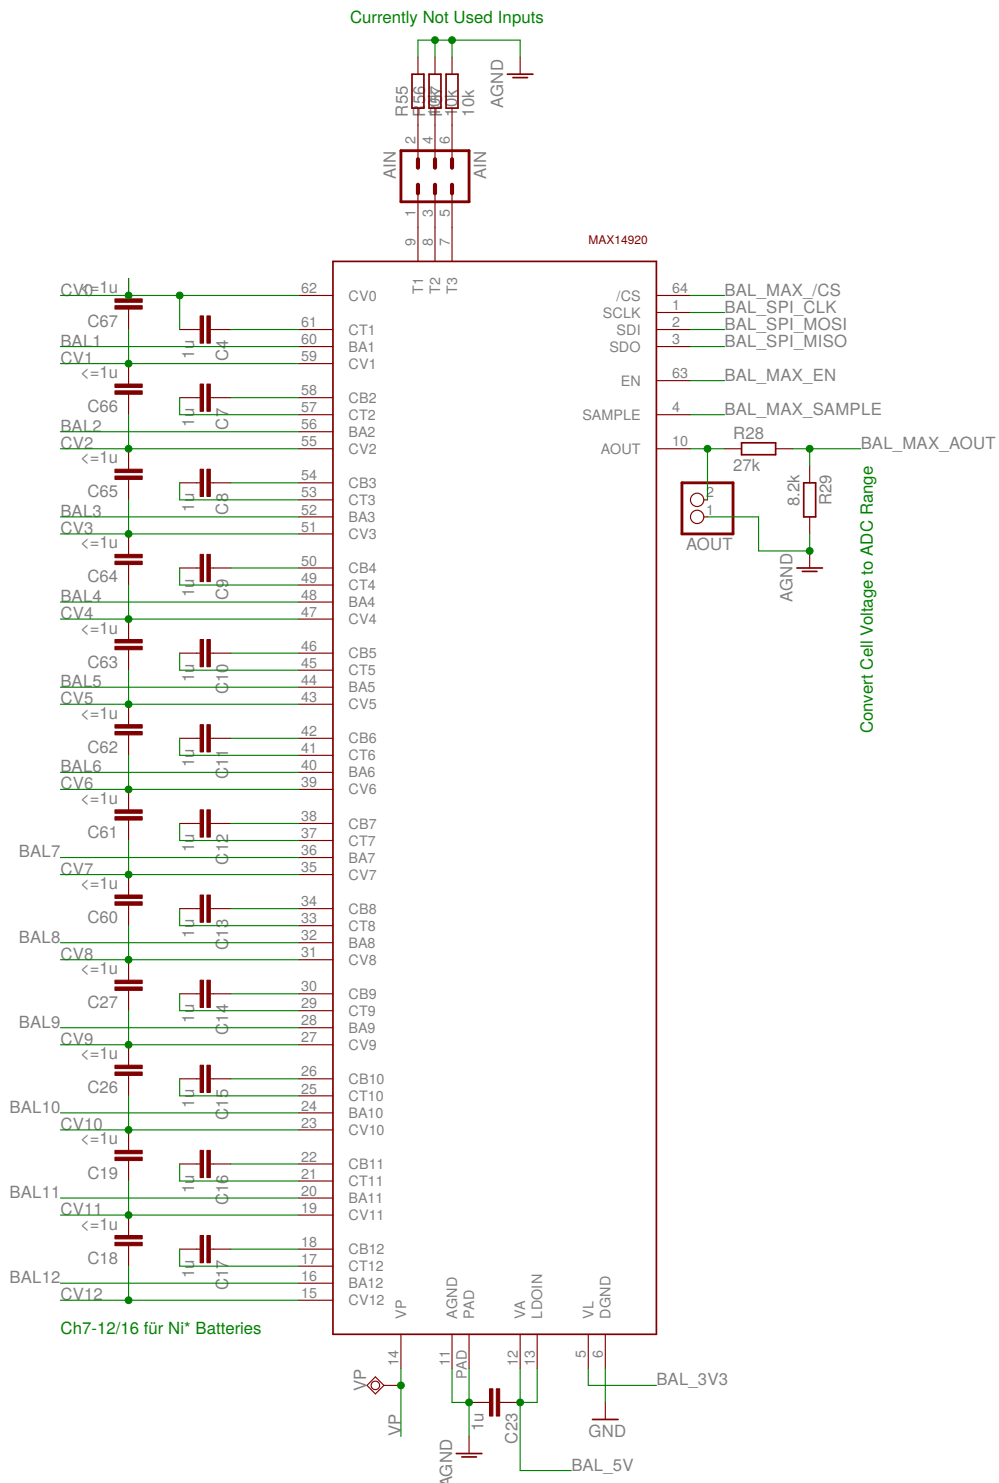 Currently Not Used Inputs
R55
R56
10k
10k
10k
AGND
2
4
6
AIN
AIN
1
3
5
9
8
7
MAX14920
T1
T2
T3
CV0
<=1u
62
CV0
/CS
64
BAL_MAX_/CS
C67
SCLK
1
BAL_SPI_CLK
1u
C4
61
CT1
SDI
2
BAL_SPI_MOSI
BAL1
60
BA1
SDO
3
BAL_SPI_MISO
CV1
59
CV1
<=1u
EN
63
BAL_MAX_EN
C66
1u
C7
58
CB2
57
CT2
SAMPLE
4
BAL_MAX_SAMPLE
BAL2
56
BA2
CV2
55
CV2
AOUT
10
R28
27k
BAL_MAX_AOUT
<=1u
C65
1u
C8
54
CB3
53
CT3
2
1
AOUT
8.2k
R29
AGND
Convert Cell Voltage to ADC Range
BAL3
52
BA3
CV3
51
CV3
<=1u
C64
1u
C9
50
CB4
49
CT4
BAL4
48
BA4
CV4
47
CV4
<=1u
C63
1u
C10
46
CB5
45
CT5
BAL5
44
BA5
CV5
43
CV5
<=1u
C62
1u
C11
42
CB6
41
CT6
BAL6
40
BA6
CV6
39
CV6
<=1u
C61
1u
C12
38
CB7
37
CT7
BAL7
36
BA7
CV7
35
CV7
<=1u
C60
1u
C13
34
CB8
33
CT8
BAL8
32
BA8
CV8
31
CV8
<=1u
C27
1u
C14
30
CB9
29
CT9
BAL9
28
BA9
CV9
27
CV9
<=1u
C26
1u
C15
26
CB10
25
CT10
BAL10
24
BA10
CV10
23
CV10
<=1u
C19
1u
C16
22
CB11
21
CT11
BAL11
20
BA11
CV11
19
CV11
<=1u
C18
1u
C17
18
CB12
17
CT12
BAL12
16
BA12
CV12
15
CV12
Ch7-12/16 für Ni* Batteries
VP
AGND
PAD
VA
LDOIN
VL
DGND
14
11
PAD
12
13
5
6
VP
VP
1u
C23
AGND
BAL_3V3
GND
BAL_5V